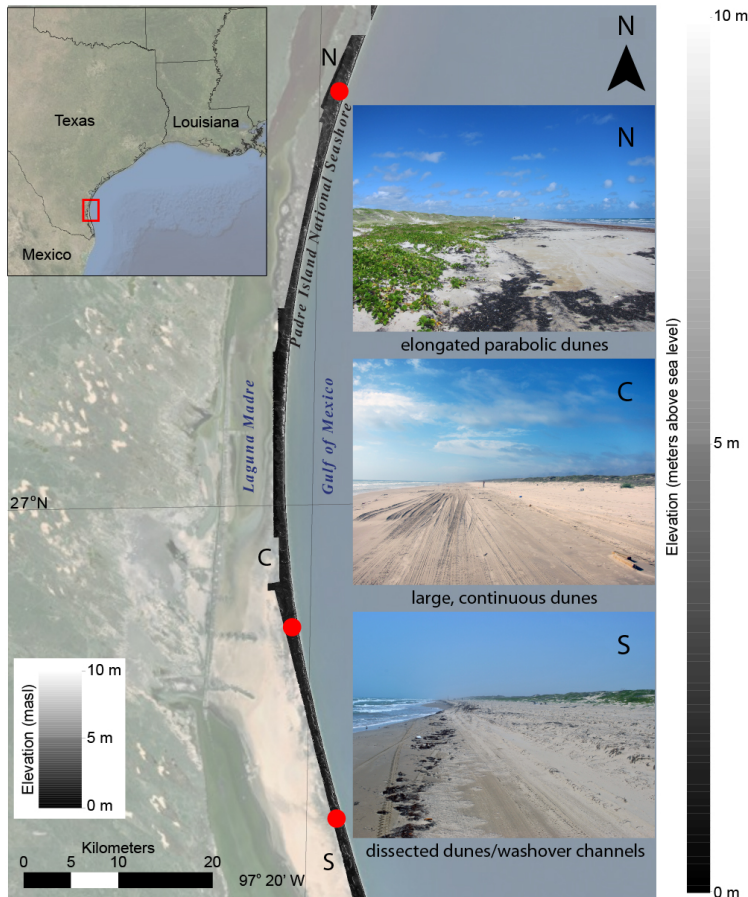 Texas
Louisiana
Mexico
N
Padre Island National Seashore
Laguna Madre
Gulf of Mexico
27°N
C
Elevation (masl)
10 m
5 m
0 m
Kilometers
0
10
20
97° 20' W
S
N
N
elongated parabolic dunes
C
large, continuous dunes
S
dissected dunes/washover channels
10 m
5 m
0 m
Elevation (meters above sea level)